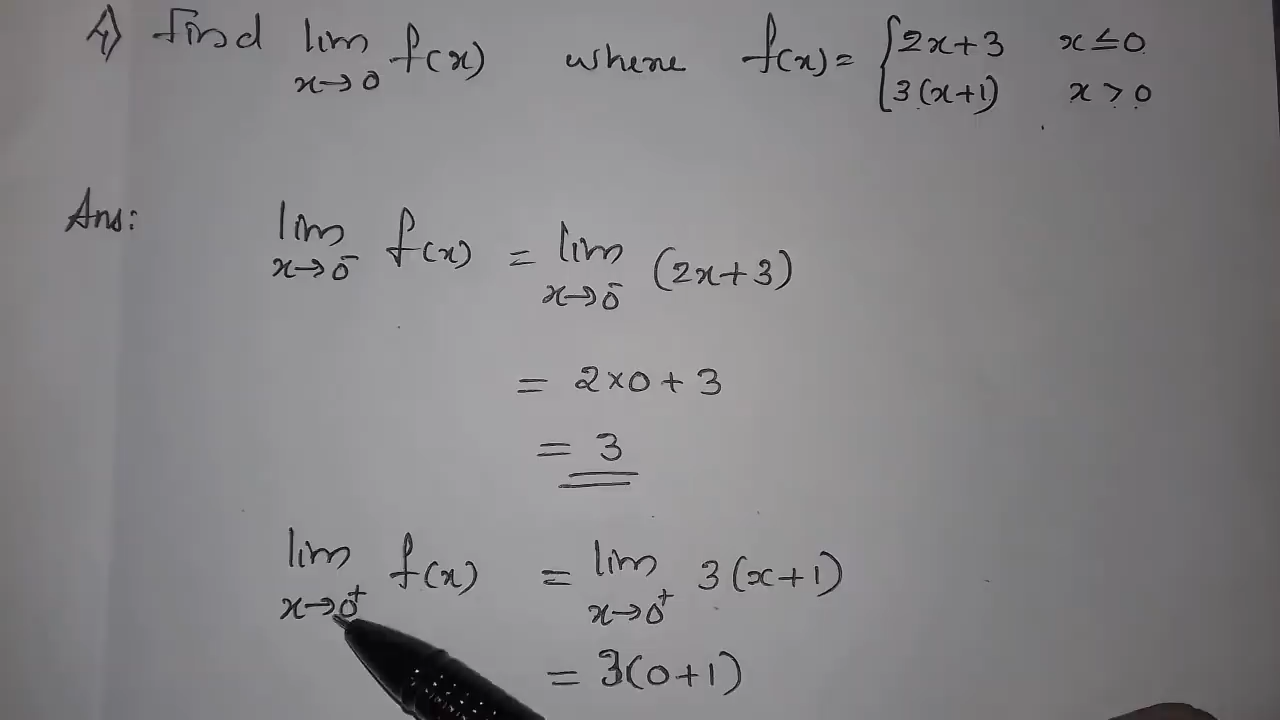 4) Find lim x→0 f(x) where f(x) = { 2x+3 x≤0
3(x+1) x>0
Ans: lim x→0⁻ f(x) = lim x→0⁻ (2x+3)
= 2×0+3
= 3
lim x→0⁺ f(x) = lim x→0⁺ 3(x+1)
= 3(0+1)